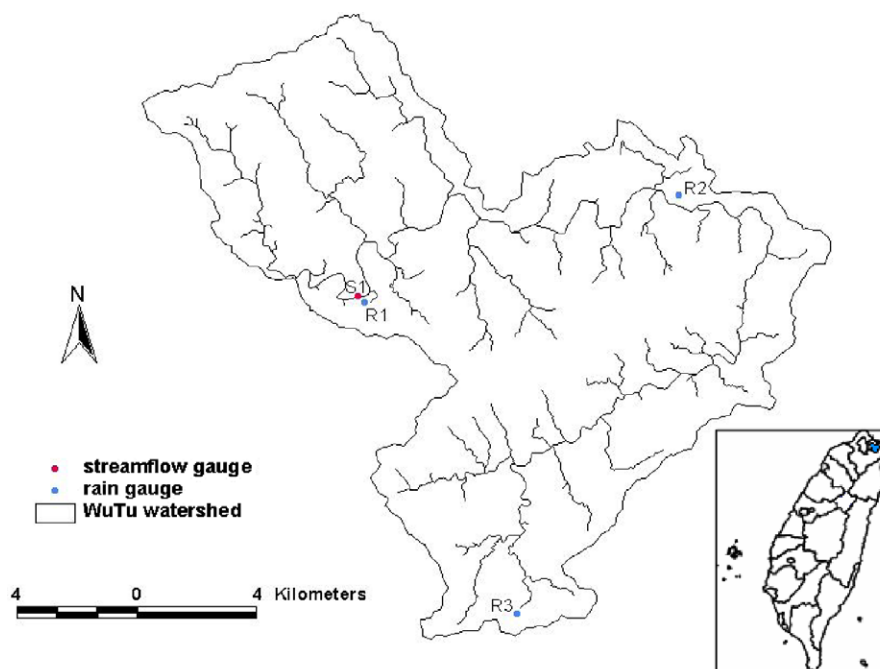 R2
S1
R1
N
streamflow gauge
rain gauge
WuTu watershed
4 0 4 Kilometers
R3